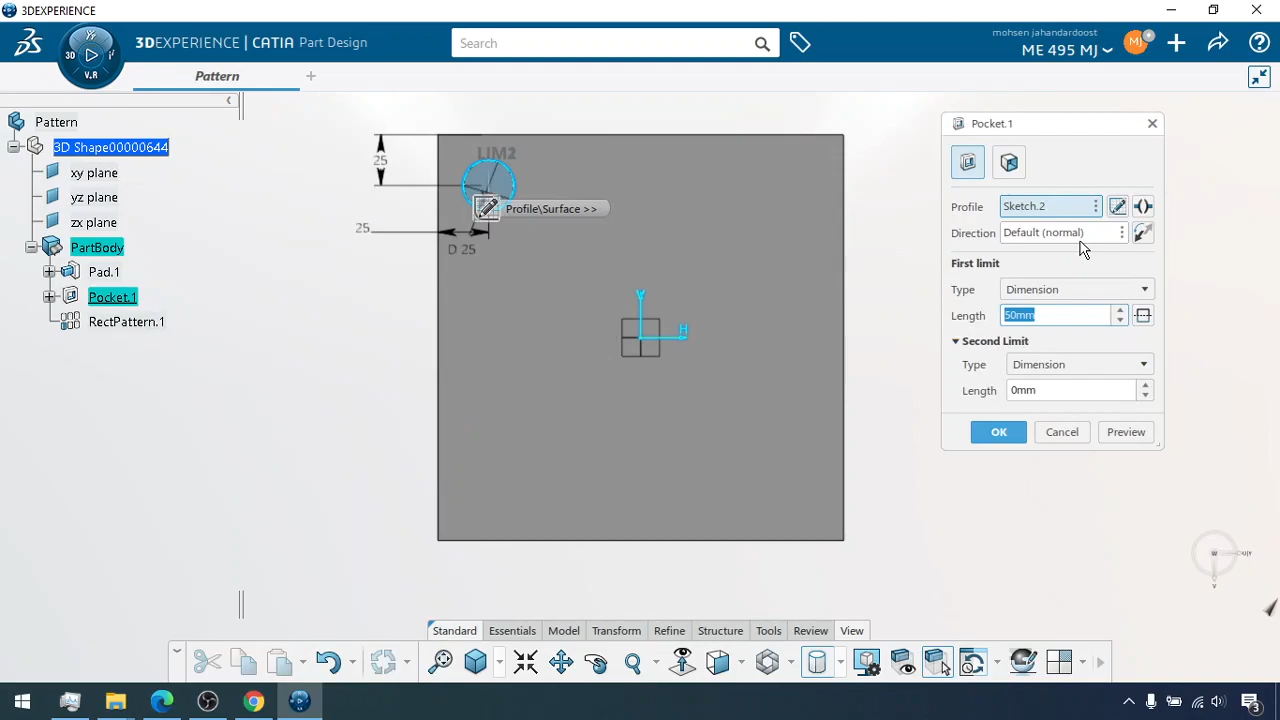 3DEXPERIENCE
3DEXPERIENCE | CATIA Part Design
Search
mohsen jahandardoost
ME 495 MJ
MJ
3D
V.R
Pattern
Pattern
3D Shape00000644
xy plane
yz plane
zx plane
PartBody
Pad.1
Pocket.1
RectPattern.1
25
LIM2
Profile\Surface >>
25
D 25
V
H
Pocket.1
Profile Sketch.2
Direction Default (normal)
First limit
Type Dimension
Length 50mm
Second Limit
Type Dimension
Length 0mm
OK Cancel Preview
W
Standard Essentials Model Transform Refine Structure Tools Review View
3